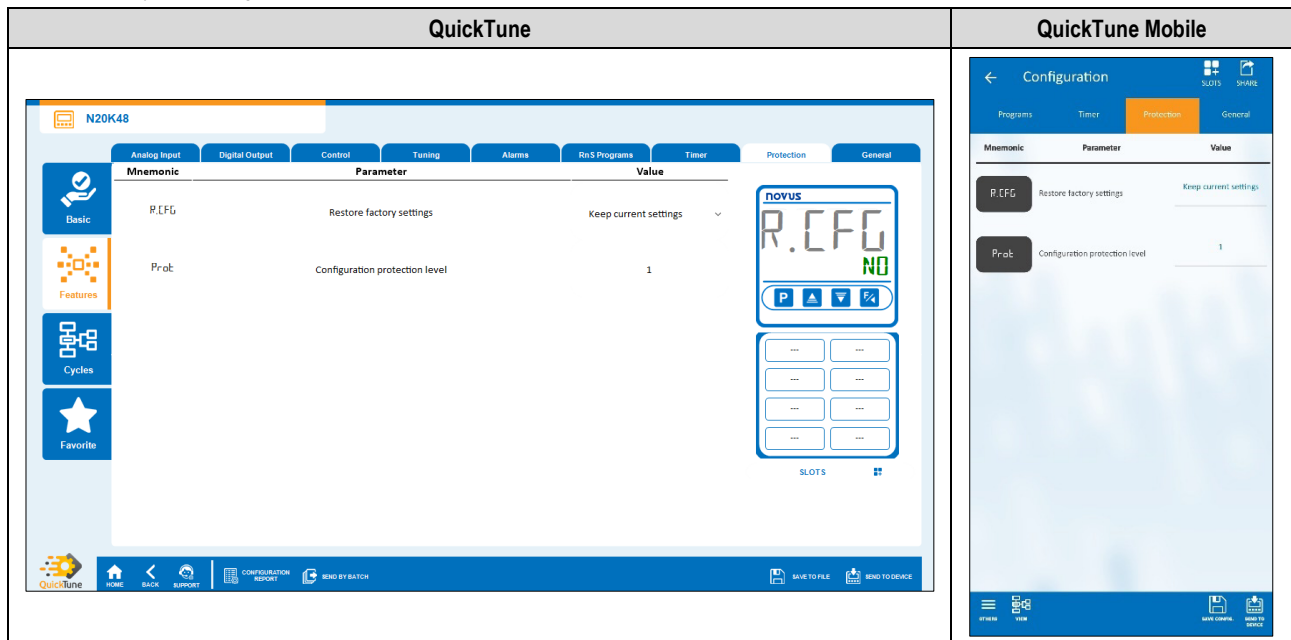 QuickTune
QuickTune Mobile
N20K48
Analog Input Digital Output Control Tuning Alarms RnS Programs Timer Protection General
Mnemonic Parameter Value
Basic
R.CFG Restore factory settings Keep current settings
Prot Configuration protection level 1
Features
Cycles
Favorite
novus
R.CFG
NO
P F/
--- ---
--- ---
--- ---
--- ---
SLOTS
QuickTune
HOME BACK SUPPORT CONFIGURATION REPORT SEND BY BATCH SAVE TO FILE SEND TO DEVICE
Configuration SLOTS SHARE
Programs Timer Protection General
Mnemonic Parameter Value
R.CFG Restore factory settings Keep current settings
Prot Configuration protection level 1
OTHERS VIEW SAVE CONFIG. SEND TO DEVICE